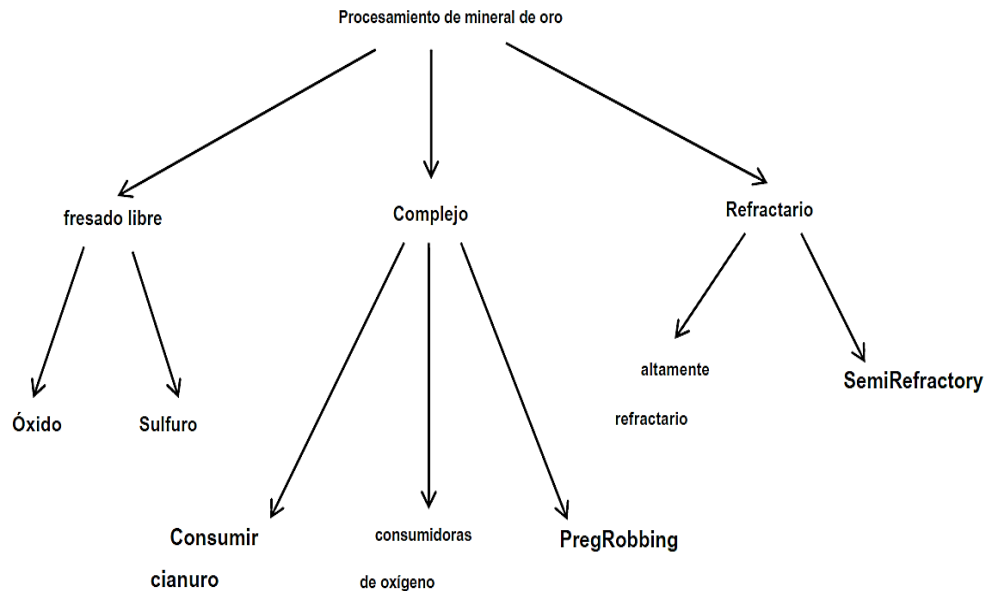 Procesamiento de mineral de oro
fresado libre
Complejo
Refractario
Óxido
Sulfuro
Consumir
cianuro
consumidoras
de oxígeno
PregRobbing
altamente
refractario
SemiRefractory